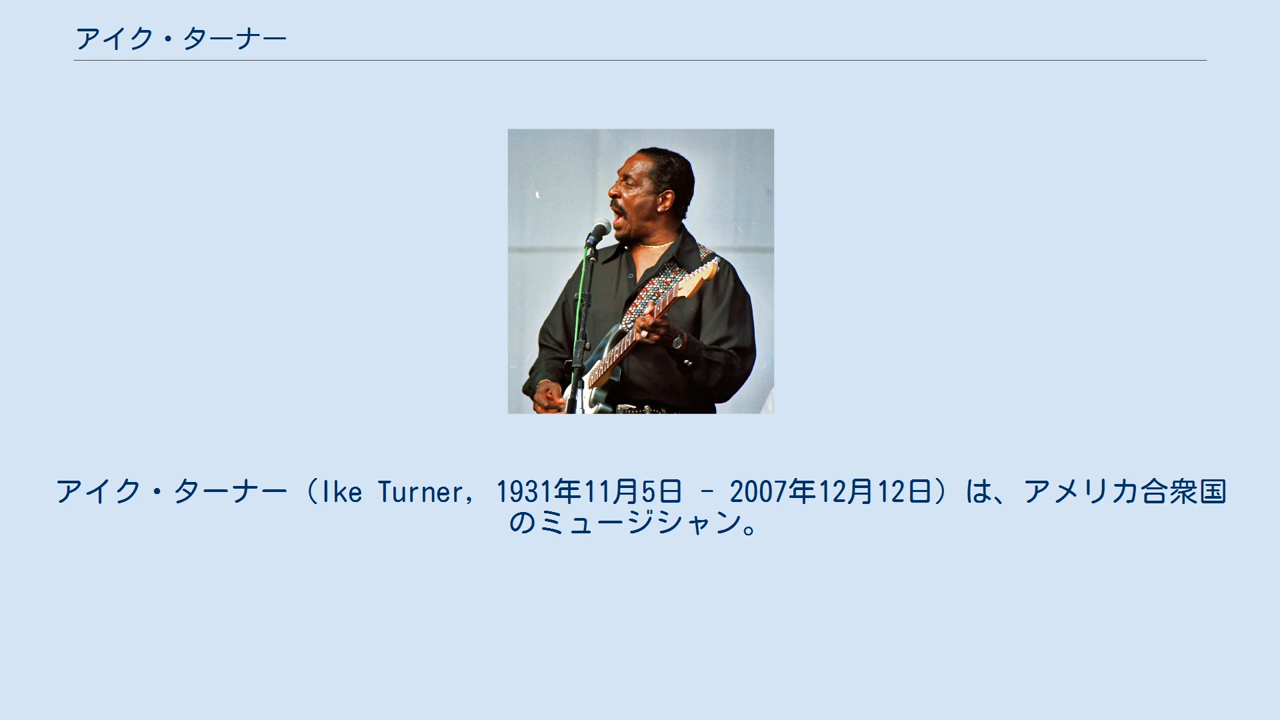 アイク・ターナー
アイク・ターナー（Ike Turner, 1931年11月5日 - 2007年12月12日）は、アメリカ合衆国
のミュージシャン。